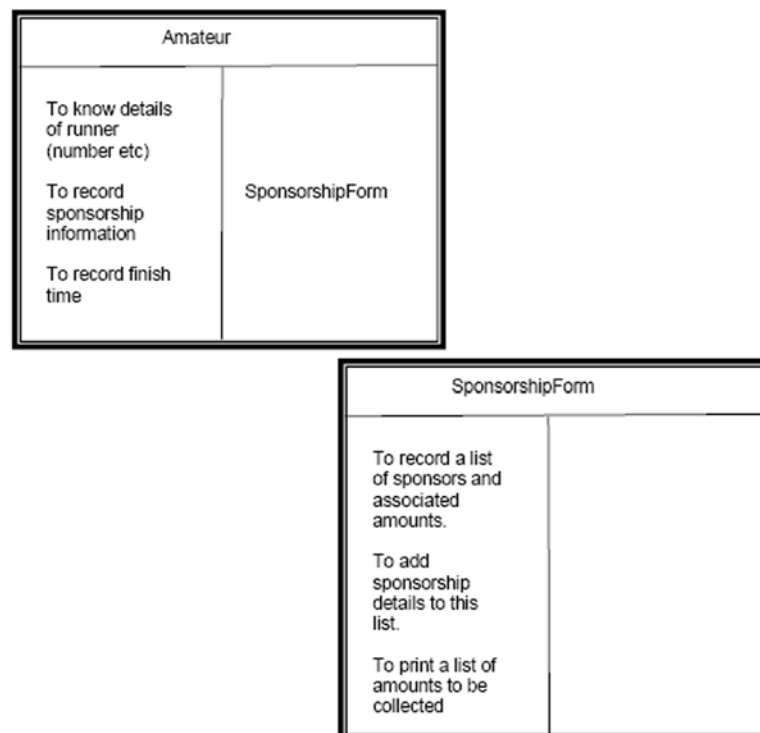 Amateur
To know details
of runner
(number etc)
To record
sponsorship
information
To record finish
time
SponsorshipForm
SponsorshipForm
To record a list
of sponsors and
associated
amounts.
To add
sponsorship
details to this
list.
To print a list of
amounts to be
collected